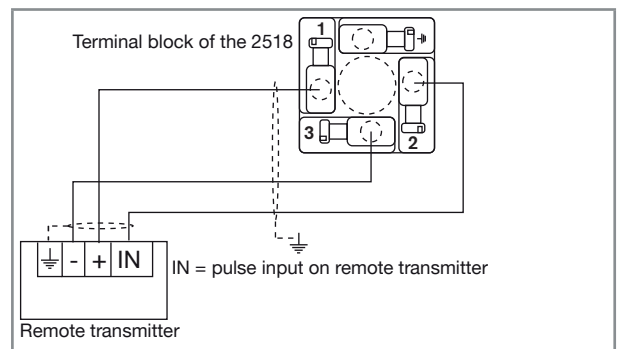 Terminal block of the 2518
1
3
2
- + IN
IN = pulse input on remote transmitter
Remote transmitter